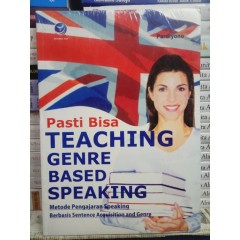 Pasti Bisa
TEACHING
GENRE
BASED
SPEAKING
Metode Pengajaran Speaking
Berbasis Sentence Acquisition and Genre